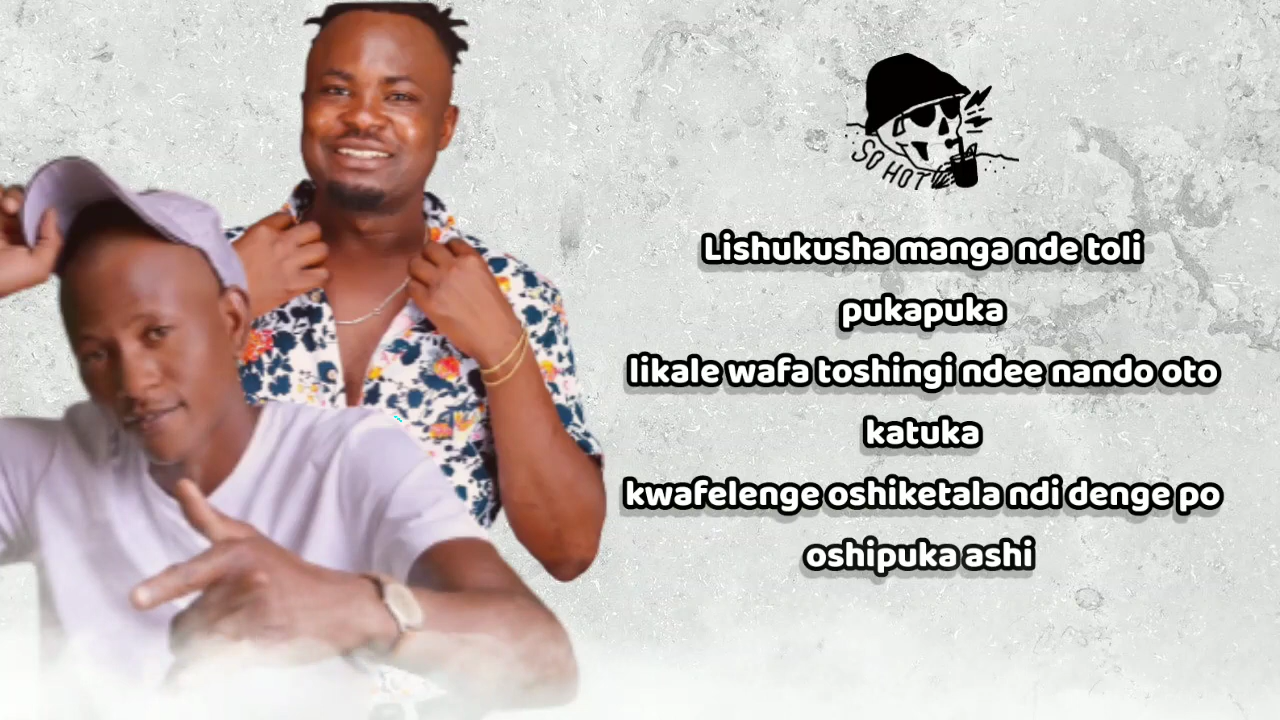 SO HOT
Lishukusha manga nde toli
pukapuka
likale wafa toshingi ndee nando oto
katuka
kwafelenge oshiketala ndi denge po
oshipuka ashi